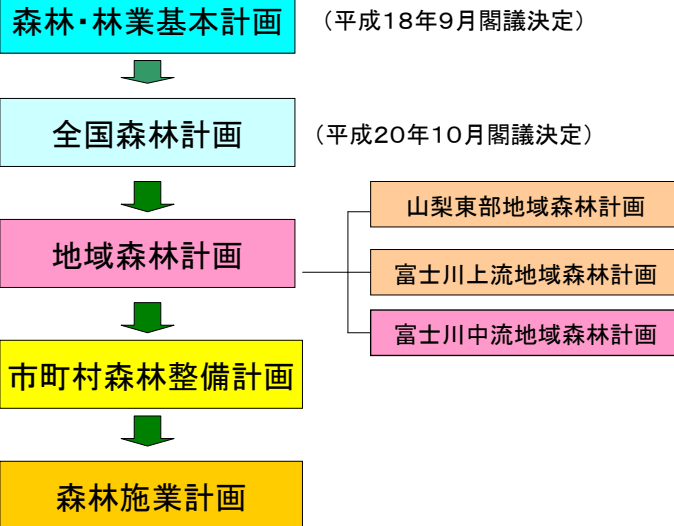 森林・林業基本計画
（平成１８年９月閣議決定）
全国森林計画
（平成２０年１０月閣議決定）
地域森林計画
山梨東部地域森林計画
富士川上流地域森林計画
富士川中流地域森林計画
市町村森林整備計画
森林施業計画